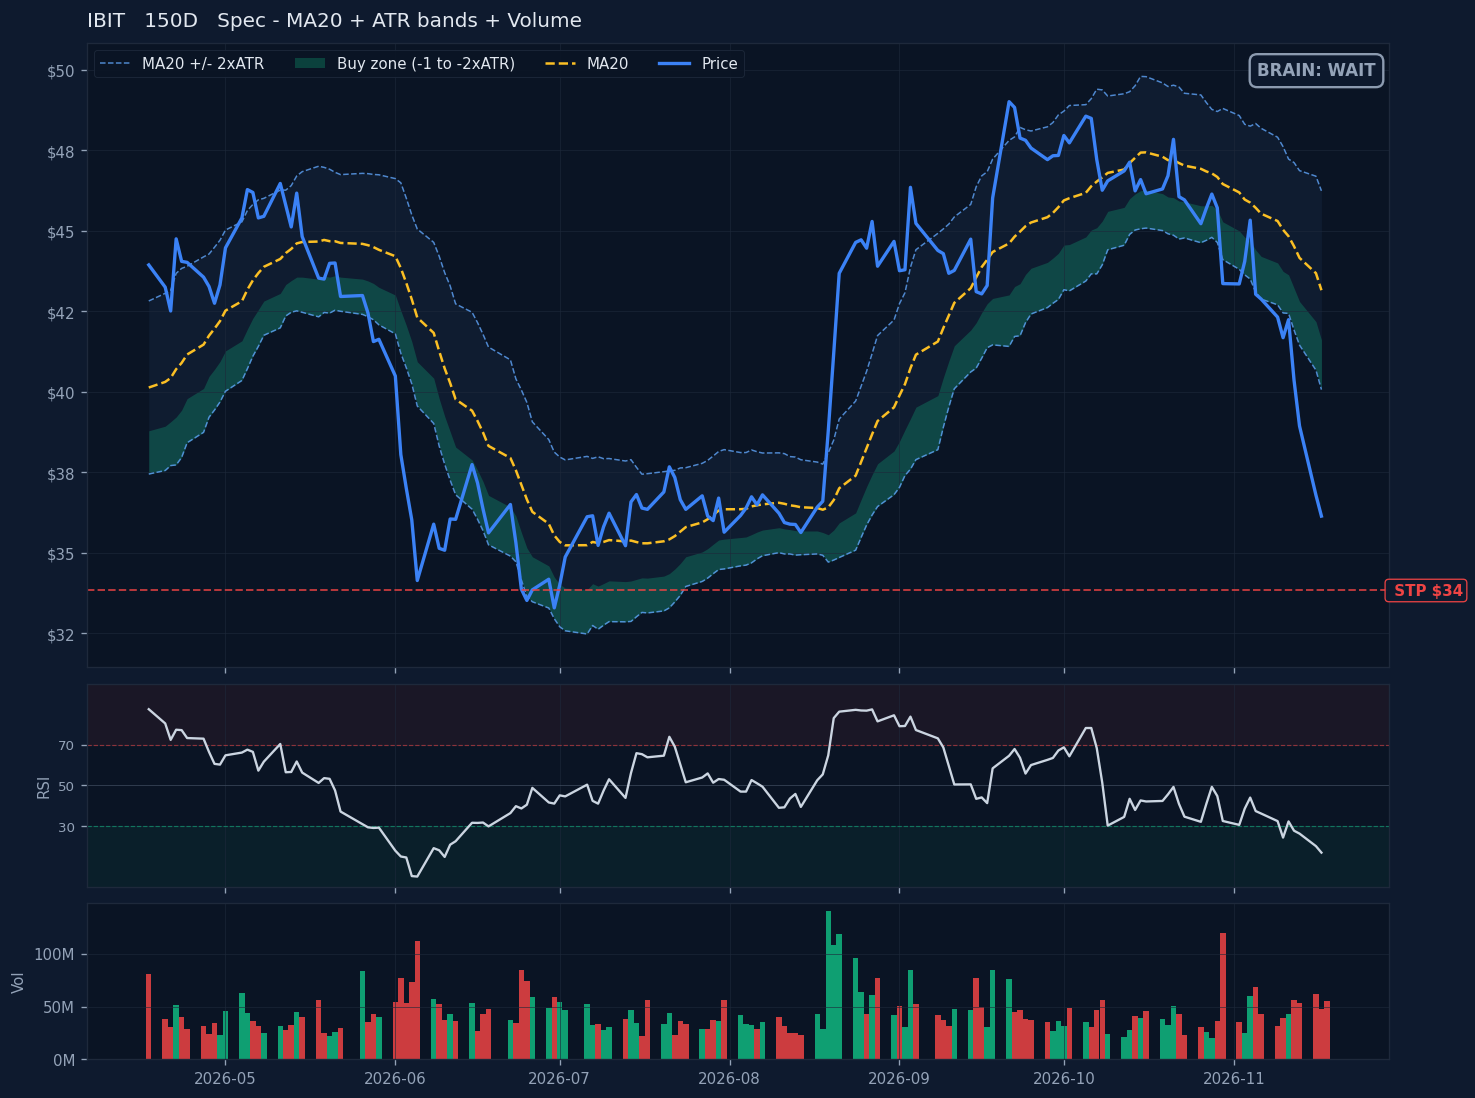 IBIT   150D   Spec - MA20 + ATR bands + Volume
MA20 +/- 2xATR   Buy zone (-1 to -2xATR)   MA20   Price
BRAIN: WAIT
$50
$48
$45
$42
$40
$38
$35
STP $34
$32
70
50
30
RSI
100M
50M
0M
Vol
2026-05   2026-06   2026-07   2026-08   2026-09   2026-10   2026-11